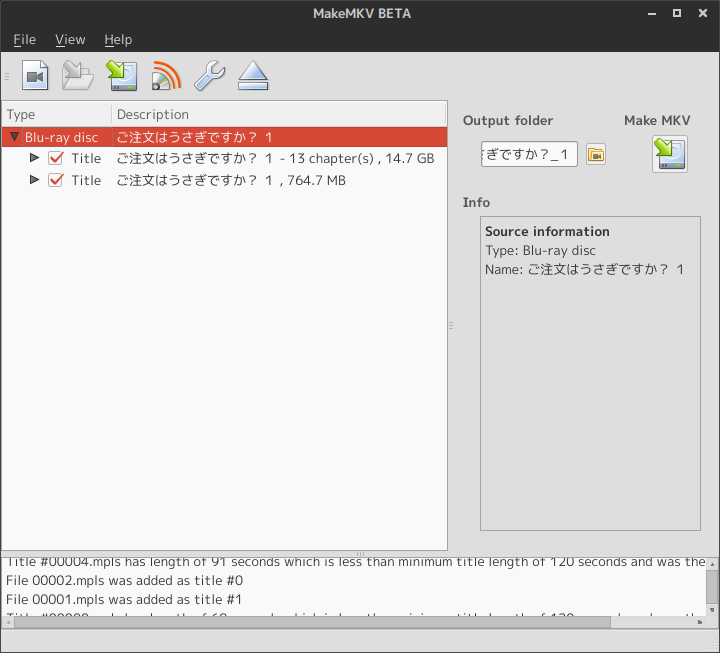 MakeMKV BETA
File View Help
Type Description
Blu-ray disc ご注文はうさぎですか? 1
Title ご注文はうさぎですか? 1 - 13 chapter(s) , 14.7 GB
Title ご注文はうさぎですか? 1 , 764.7 MB
Output folder Make MKV
ぎですか?_1
Info
Source information
Type: Blu-ray disc
Name: ご注文はうさぎですか? 1
Title #00004.mpls has length of 91 seconds which is less than minimum title length of 120 seconds and was the
File 00002.mpls was added as title #0
File 00001.mpls was added as title #1